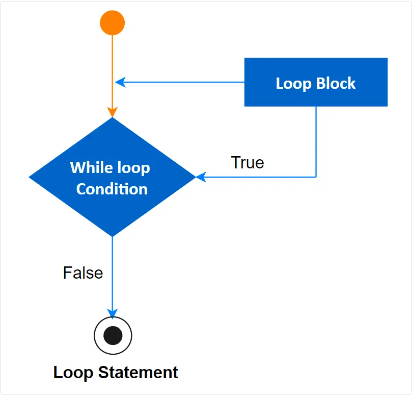 Loop Block
While loop
Condition
True
False
Loop Statement